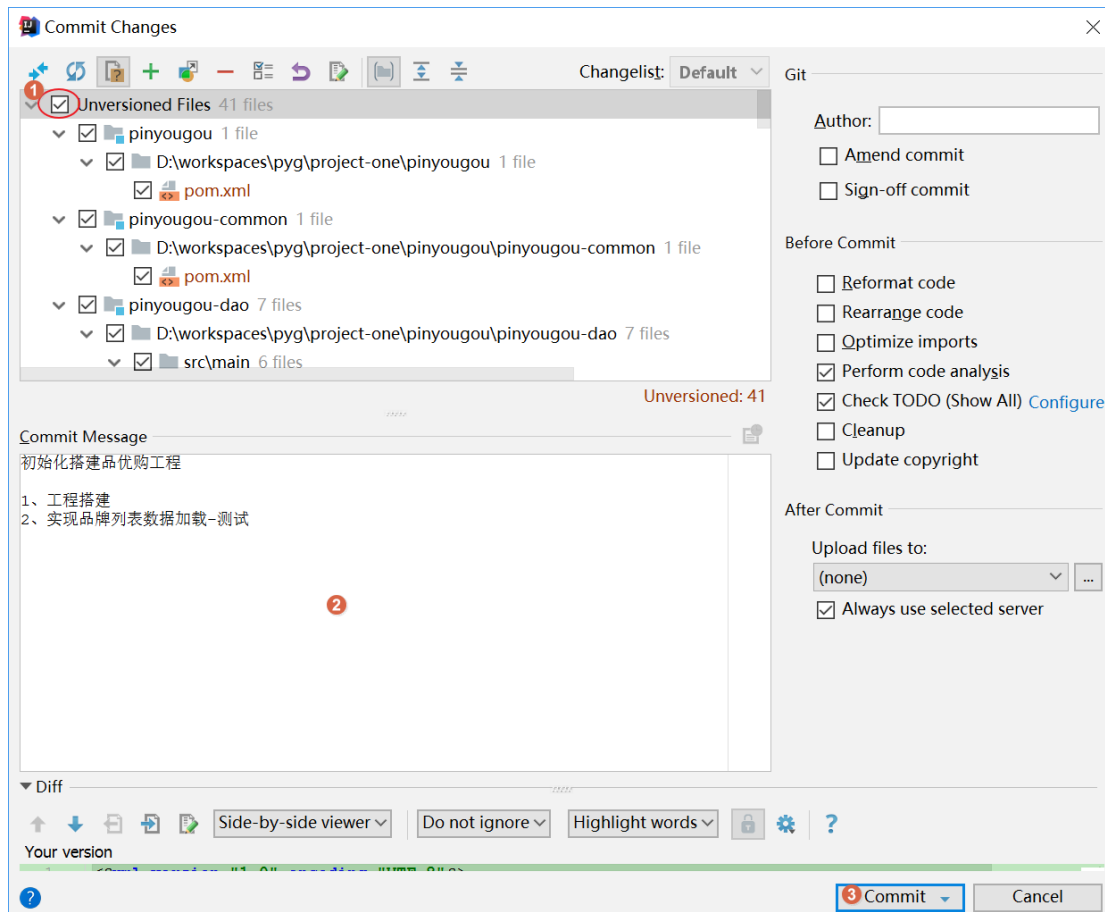 Commit Changes
Changelist: Default
1
Unversioned Files 41 files
pinyougou 1 file
D:\workspaces\pyg\project-one\pinyougou 1 file
pom.xml
pinyougou-common 1 file
D:\workspaces\pyg\project-one\pinyougou\pinyougou-common 1 file
pom.xml
pinyougou-dao 7 files
D:\workspaces\pyg\project-one\pinyougou\pinyougou-dao 7 files
src\main 6 files
Unversioned: 41
Commit Message
初始化搭建品优购工程
1、工程搭建
2、实现品牌列表数据加载-测试
2
Git
Author:
Amend commit
Sign-off commit
Before Commit
Reformat code
Rearrange code
Optimize imports
Perform code analysis
Check TODO (Show All) Configure
Cleanup
Update copyright
After Commit
Upload files to:
(none)
...
Always use selected server
Diff
Side-by-side viewer
Do not ignore
Highlight words
?
Your version
?
3 Commit
Cancel